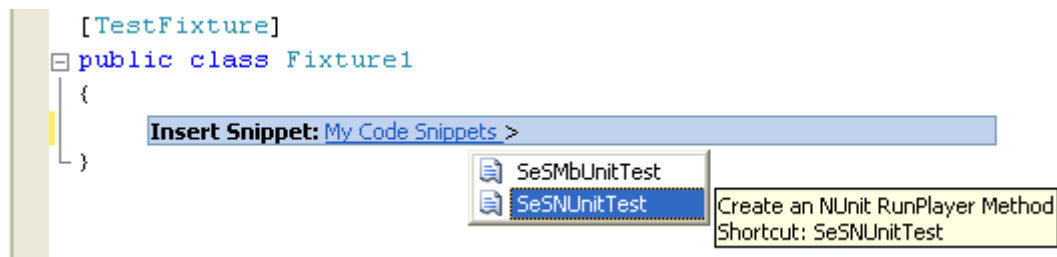 [TestFixture]
public class Fixture1
{
Insert Snippet: My Code Snippets >
}
SeSMbUnitTest
SeSNUnitTest
Create an NUnit RunPlayer Method
Shortcut: SeSNUnitTest